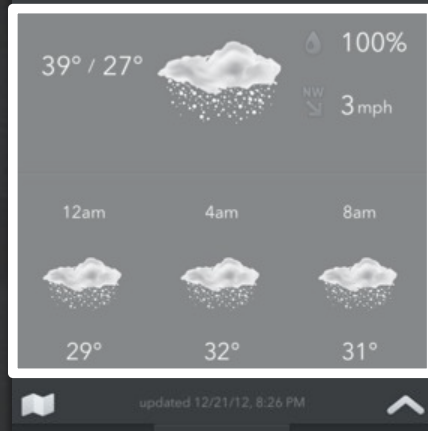 39° / 27°
100%
NW
3 mph
12am 4am 8am
29° 32° 31°
updated 12/21/12, 8:26 PM